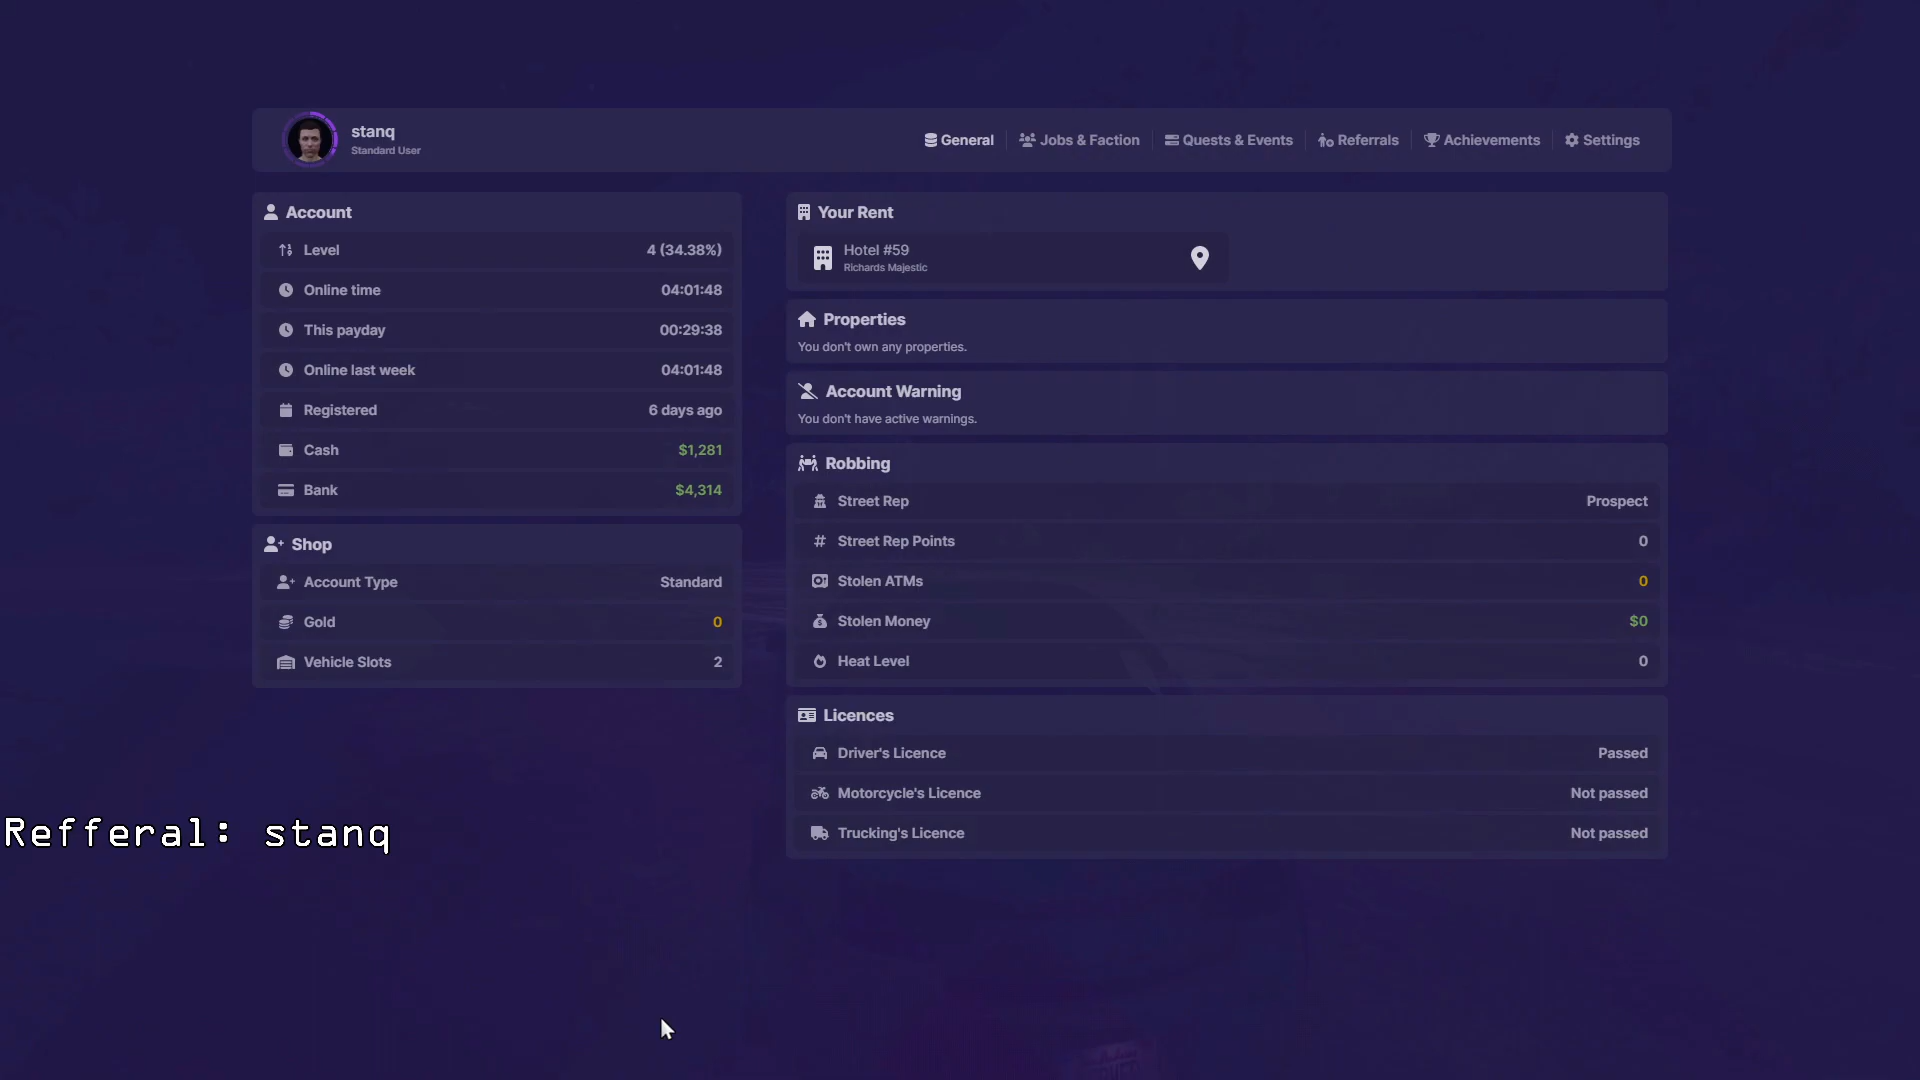 stanq
Standard User
General
Jobs & Faction
Quests & Events
Referrals
Achievements
Settings
Account
Level 4 (34.38%)
Online time 04:01:48
This payday 00:29:38
Online last week 04:01:48
Registered 6 days ago
Cash $1,281
Bank $4,314
Shop
Account Type Standard
Gold 0
Vehicle Slots 2
Your Rent
Hotel #59
Richards Majestic
Properties
You don't own any properties.
Account Warning
You don't have active warnings.
Robbing
Street Rep Prospect
Street Rep Points 0
Stolen ATMs 0
Stolen Money $0
Heat Level 0
Licences
Driver's Licence Passed
Motorcycle's Licence Not passed
Trucking's Licence Not passed
Refferal: stanq